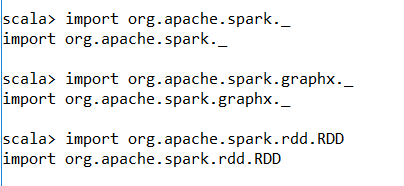 scala> import org.apache.spark._
import org.apache.spark._
scala> import org.apache.spark.graphx._
import org.apache.spark.graphx._
scala> import org.apache.spark.rdd.RDD
import org.apache.spark.rdd.RDD